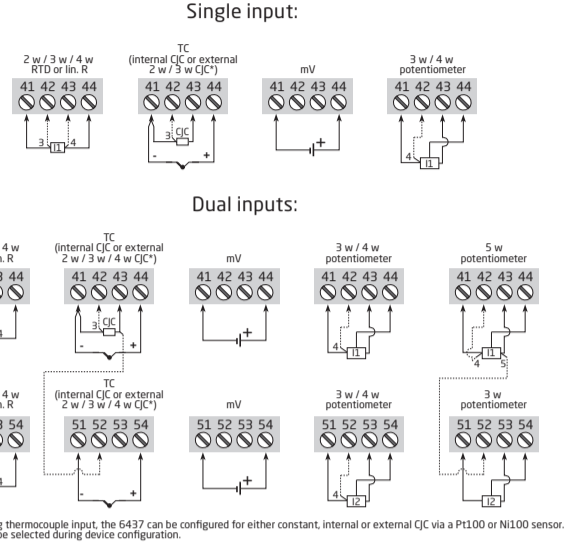 Single input:
2 w / 3 w / 4 w
RTD or lin. R
41 42 43 44
3 I1 4
TC
(internal CJC or external
2 w / 3 w CJC*)
41 42 43 44
3 CJC
- +
mV
41 42 43 44
+
3 w / 4 w
potentiometer
41 42 43 44
4 I1
Dual inputs:
4 w
n. R
3 44
4
TC
(internal CJC or external
2 w / 3 w / 4 w CJC*)
41 42 43 44
3 CJC
- +
mV
41 42 43 44
+
3 w / 4 w
potentiometer
41 42 43 44
4 I1
5 w
potentiometer
41 42 43 44
I1
4 5
4 w
n. R
3 54
4
TC
(internal CJC or external
2 w / 3 w / 4 w CJC*)
51 52 53 54
- +
mV
51 52 53 54
+
3 w / 4 w
potentiometer
51 52 53 54
4 I2
3 w
potentiometer
51 52 53 54
I2
g thermocouple input, the 6437 can be configured for either constant, internal or external CJC via a Pt100 or Ni100 sensor.
be selected during device configuration.